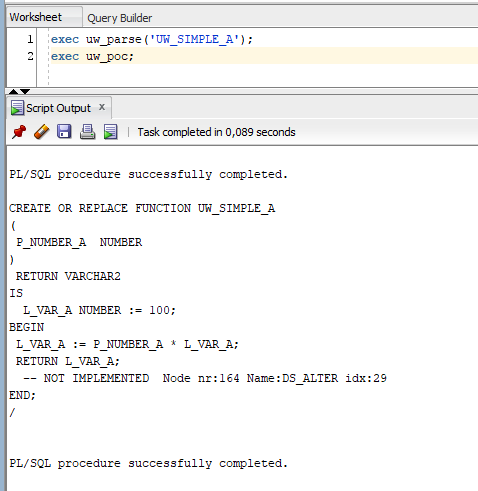 Worksheet Query Builder
1 exec uw_parse('UW_SIMPLE_A');
2 exec uw_poc;
Script Output x
Task completed in 0,089 seconds
PL/SQL procedure successfully completed.
CREATE OR REPLACE FUNCTION UW_SIMPLE_A
(
P_NUMBER_A  NUMBER
)
RETURN VARCHAR2
IS
L_VAR_A NUMBER := 100;
BEGIN
L_VAR_A := P_NUMBER_A * L_VAR_A;
RETURN L_VAR_A;
-- NOT IMPLEMENTED  Node nr:164 Name:DS_ALTER idx:29
END;
/
PL/SQL procedure successfully completed.